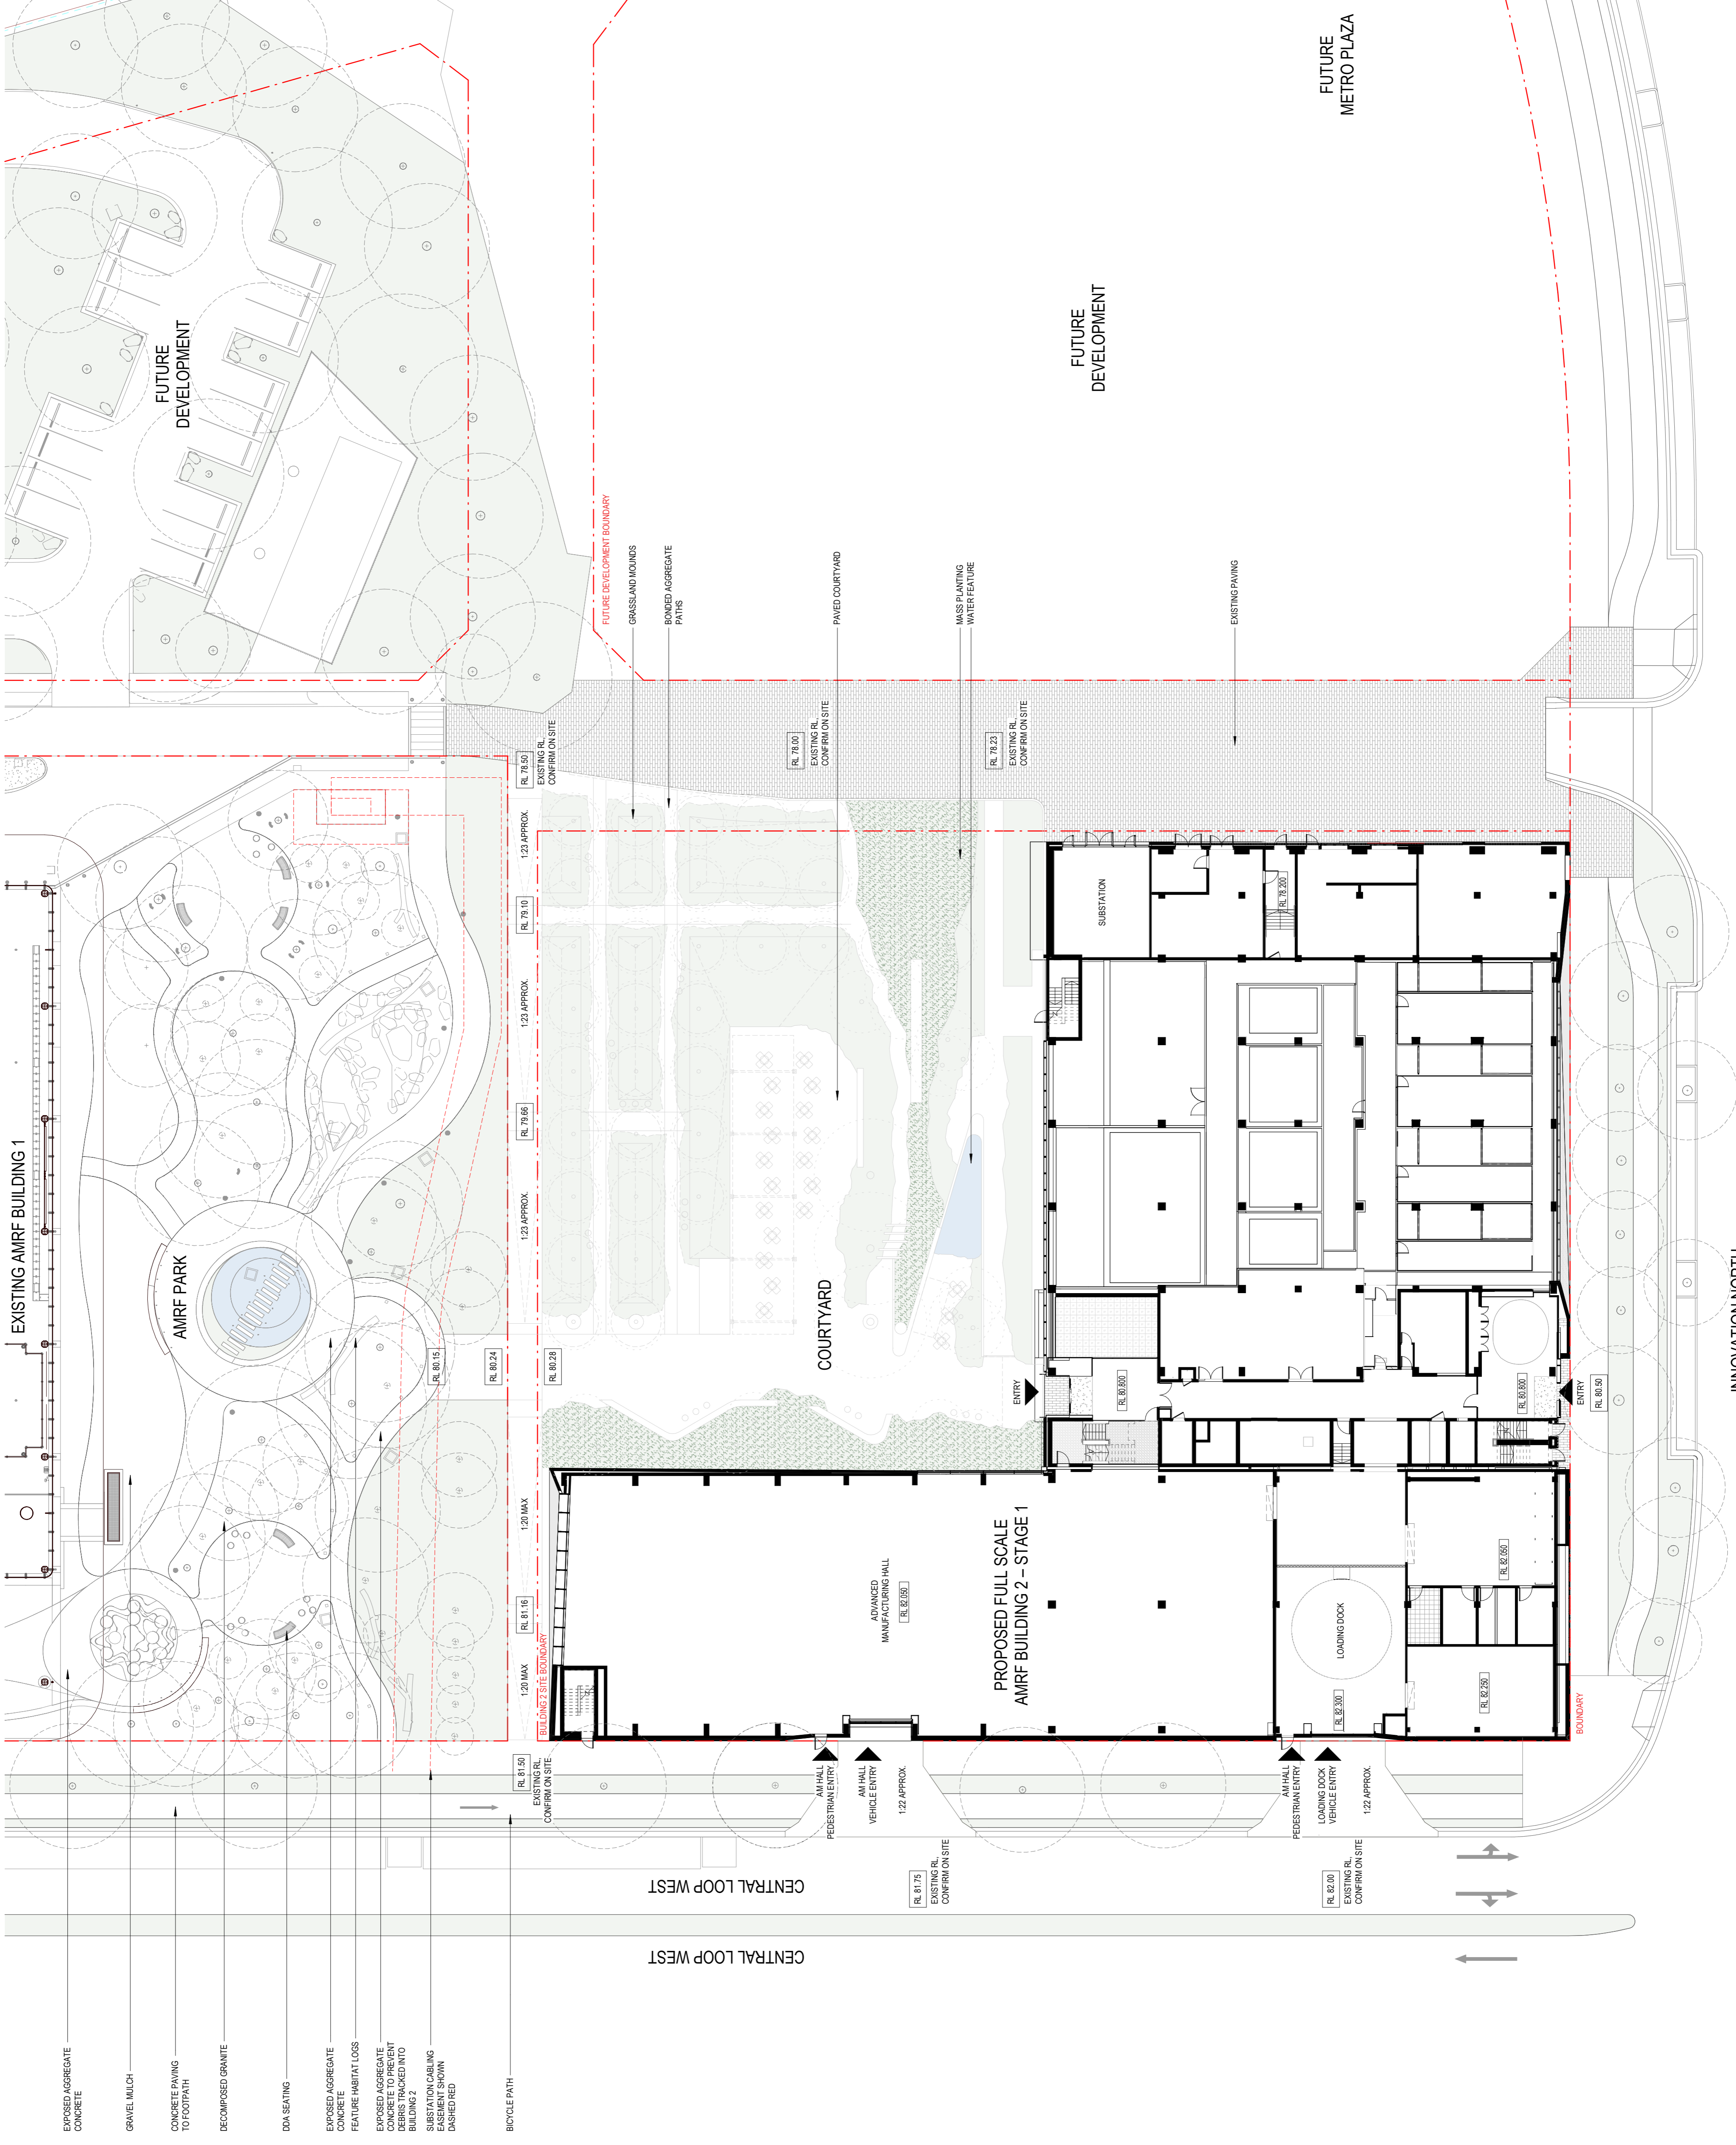 FUTURE
METRO PLAZA
FUTURE
DEVELOPMENT
FUTURE
DEVELOPMENT
FUTURE DEVELOPMENT BOUNDARY
GRASSLAND MOUNDS
BONDED AGGREGATE
PATHS
PAVED COURTYARD
MASS PLANTING
WATER FEATURE
EXISTING PAVING
RL 78.50
EXISTING RL,
CONFIRM ON SITE
RL 78.00
EXISTING RL,
CONFIRM ON SITE
RL 78.23
EXISTING RL,
CONFIRM ON SITE
1:23 APPROX.
RL 79.10
1:23 APPROX.
RL 79.66
1:23 APPROX.
RL 80.15
RL 80.24
RL 80.28
1:20 MAX
RL 81.16
1:20 MAX
BUILDING 2 SITE BOUNDARY
RL 81.50
EXISTING RL,
CONFIRM ON SITE
EXISTING AMRF BUILDING 1
AMRF PARK
COURTYARD
SUBSTATION
RL 78.200
ENTRY
RL 80.800
RL 80.800
ENTRY
RL 80.50
INNOVATION NORTH
ADVANCED
MANUFACTURING HALL
RL 82.050
PROPOSED FULL SCALE
AMRF BUILDING 2 – STAGE 1
LOADING DOCK
RL 82.300
RL 82.050
RL 82.250
BOUNDARY
AM HALL
PEDESTRIAN ENTRY
AM HALL
VEHICLE ENTRY
1:22 APPROX.
AM HALL
PEDESTRIAN ENTRY
LOADING DOCK
VEHICLE ENTRY
1:22 APPROX.
RL 81.75
EXISTING RL,
CONFIRM ON SITE
RL 82.00
EXISTING RL,
CONFIRM ON SITE
CENTRAL LOOP WEST
CENTRAL LOOP WEST
EXPOSED AGGREGATE
CONCRETE
GRAVEL MULCH
CONCRETE PAVING
TO FOOTPATH
DECOMPOSED GRANITE
DDA SEATING
EXPOSED AGGREGATE
CONCRETE
FEATURE HABITAT LOGS
EXPOSED AGGREGATE
CONCRETE TO PREVENT
DEBRIS TRACKED INTO
BUILDING 2
SUBSTATION CABLING
EASEMENT SHOWN
DASHED RED
BICYCLE PATH